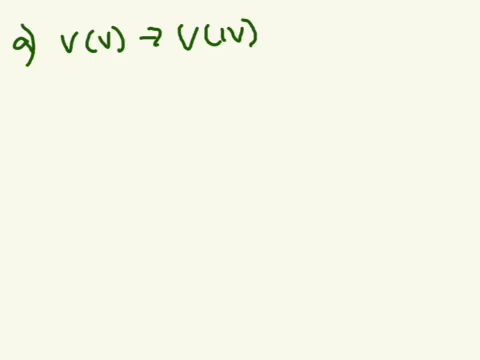 a) V (V) → V (IV)